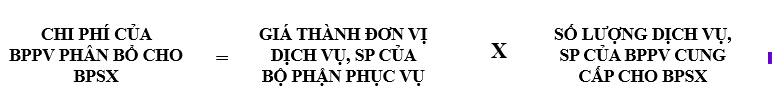 CHI PHÍ CỦA
BPPV PHÂN BỔ CHO
BPSX
=
GIÁ THÀNH ĐƠN VỊ
DỊCH VỤ, SP CỦA
BỘ PHẬN PHỤC VỤ
X
SỐ LƯỢNG DỊCH VỤ,
SP CỦA BPPV CUNG
CẤP CHO BPSX